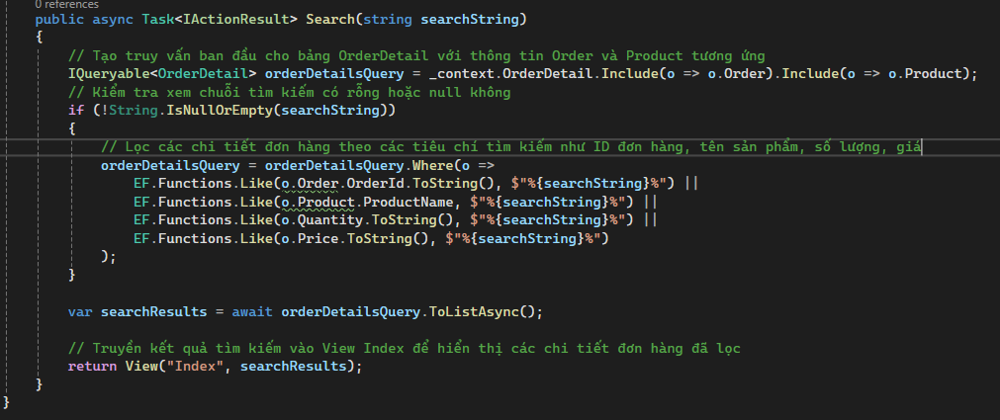 0 references
public async Task<IActionResult> Search(string searchString)
{
// Tạo truy vấn ban đầu cho bảng OrderDetail với thông tin Order và Product tương ứng
IQueryable<OrderDetail> orderDetailsQuery = _context.OrderDetail.Include(o => o.Order).Include(o => o.Product);
// Kiểm tra xem chuỗi tìm kiếm có rỗng hoặc null không
if (!String.IsNullOrEmpty(searchString))
{
// Lọc các chi tiết đơn hàng theo các tiêu chí tìm kiếm như ID đơn hàng, tên sản phẩm, số lượng, giá
orderDetailsQuery = orderDetailsQuery.Where(o =>
EF.Functions.Like(o.Order.OrderId.ToString(), $"%{searchString}%") ||
EF.Functions.Like(o.Product.ProductName, $"%{searchString}%") ||
EF.Functions.Like(o.Quantity.ToString(), $"%{searchString}%") ||
EF.Functions.Like(o.Price.ToString(), $"%{searchString}%")
);
}
var searchResults = await orderDetailsQuery.ToListAsync();
// Truyền kết quả tìm kiếm vào View Index để hiển thị các chi tiết đơn hàng đã lọc
return View("Index", searchResults);
}
}